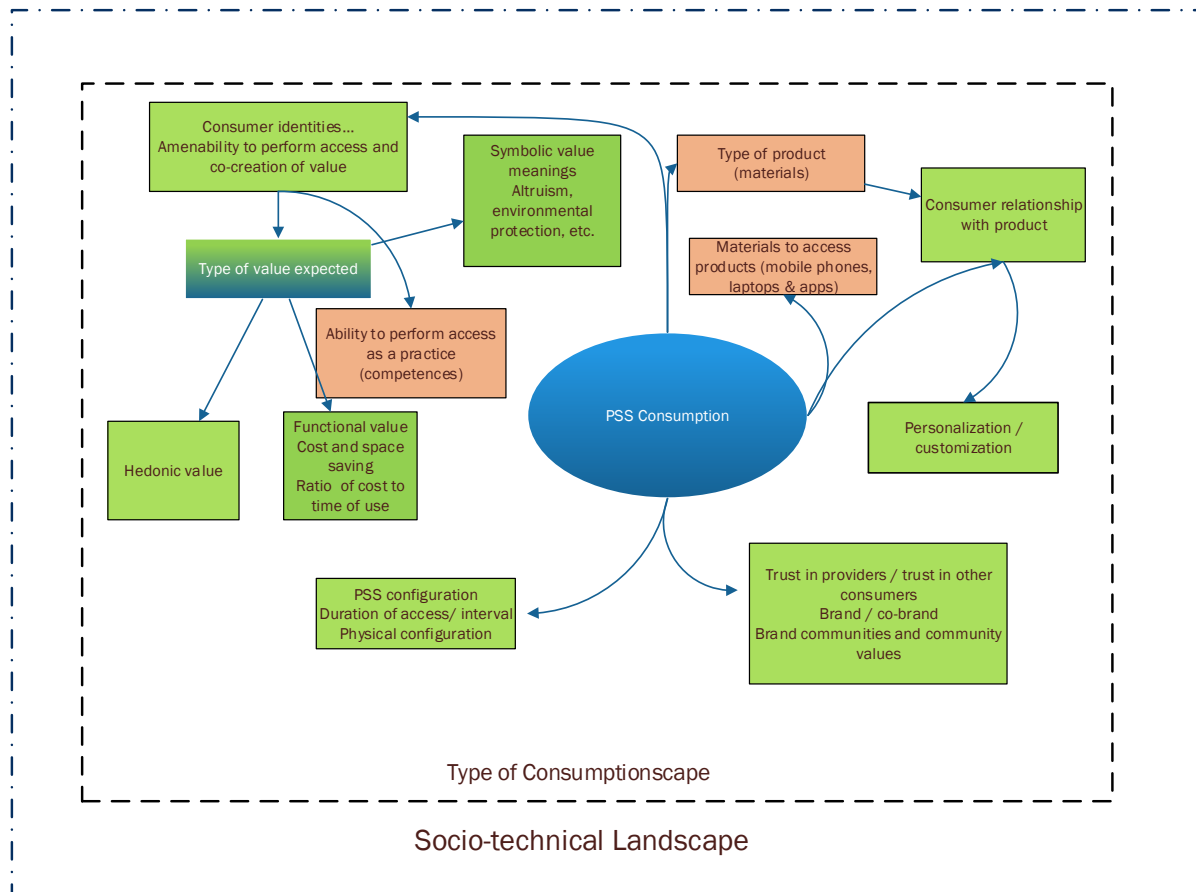 Consumer identities...
Amenability to perform access and
co-creation of value
Symbolic value
meanings
Altruism,
environmental
protection, etc.
Type of product
(materials)
Consumer relationship
with product
Type of value expected
Materials to access
products (mobile phones,
laptops & apps)
Ability to perform access
as a practice
(competences)
PSS Consumption
Hedonic value
Functional value
Cost and space
saving
Ratio of cost to
time of use
Personalization /
customization
PSS configuration
Duration of access/ interval
Physical configuration
Trust in providers / trust in other
consumers
Brand / co-brand
Brand communities and community
values
Type of Consumptionscape
Socio-technical Landscape